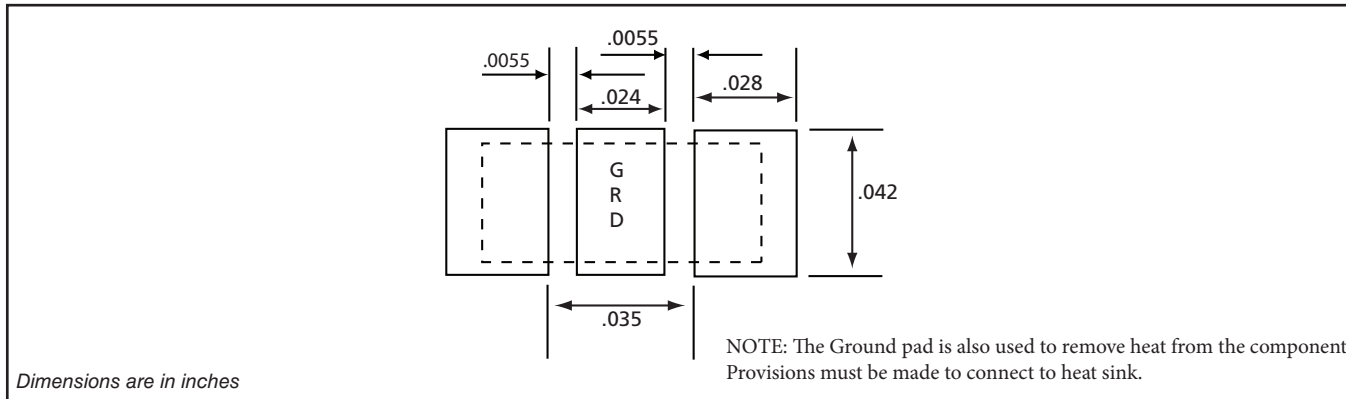 .0055
.0055
.024
.028
G
R
D
.042
.035
NOTE: The Ground pad is also used to remove heat from the component
Provisions must be made to connect to heat sink.
Dimensions are in inches